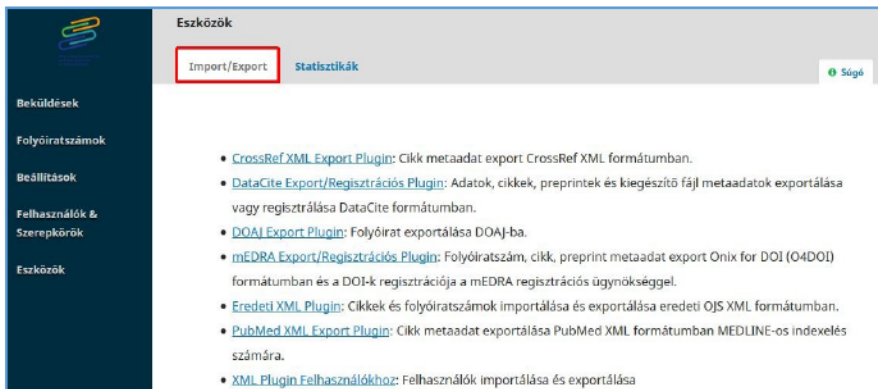 Eszközök
Import/Export
Statisztikák
Súgó
Beküldések
Folyóiratszámok
Beállítások
Felhasználók &
Szerepkörök
Eszközök
CrossRef XML Export Plugin: Cikk metaadat export CrossRef XML formátumban.
DataCite Export/Regisztrációs Plugin: Adatok, cikkek, preprintek és kiegészítő fájl metaadatok exportálása
vagy regisztrálása DataCite formátumban.
DOAJ Export Plugin: Folyóirat exportálása DOAJ-ba.
mEDRA Export/Regisztrációs Plugin: Folyóiratszám, cikk, preprint metaadat export Onix for DOI (O4DOI)
formátumban és a DOI-k regisztrációja a mEDRA regisztrációs ügynökséggel.
Eredeti XML Plugin: Cikkek és folyóiratszámok importálása és exportálása eredeti OJS XML formátumban.
PubMed XML Export Plugin: Cikk metaadat exportálása PubMed XML formátumban MEDLINE-os indexelés
számára.
XML Plugin Felhasználókhoz: Felhasználók importálása és exportálása